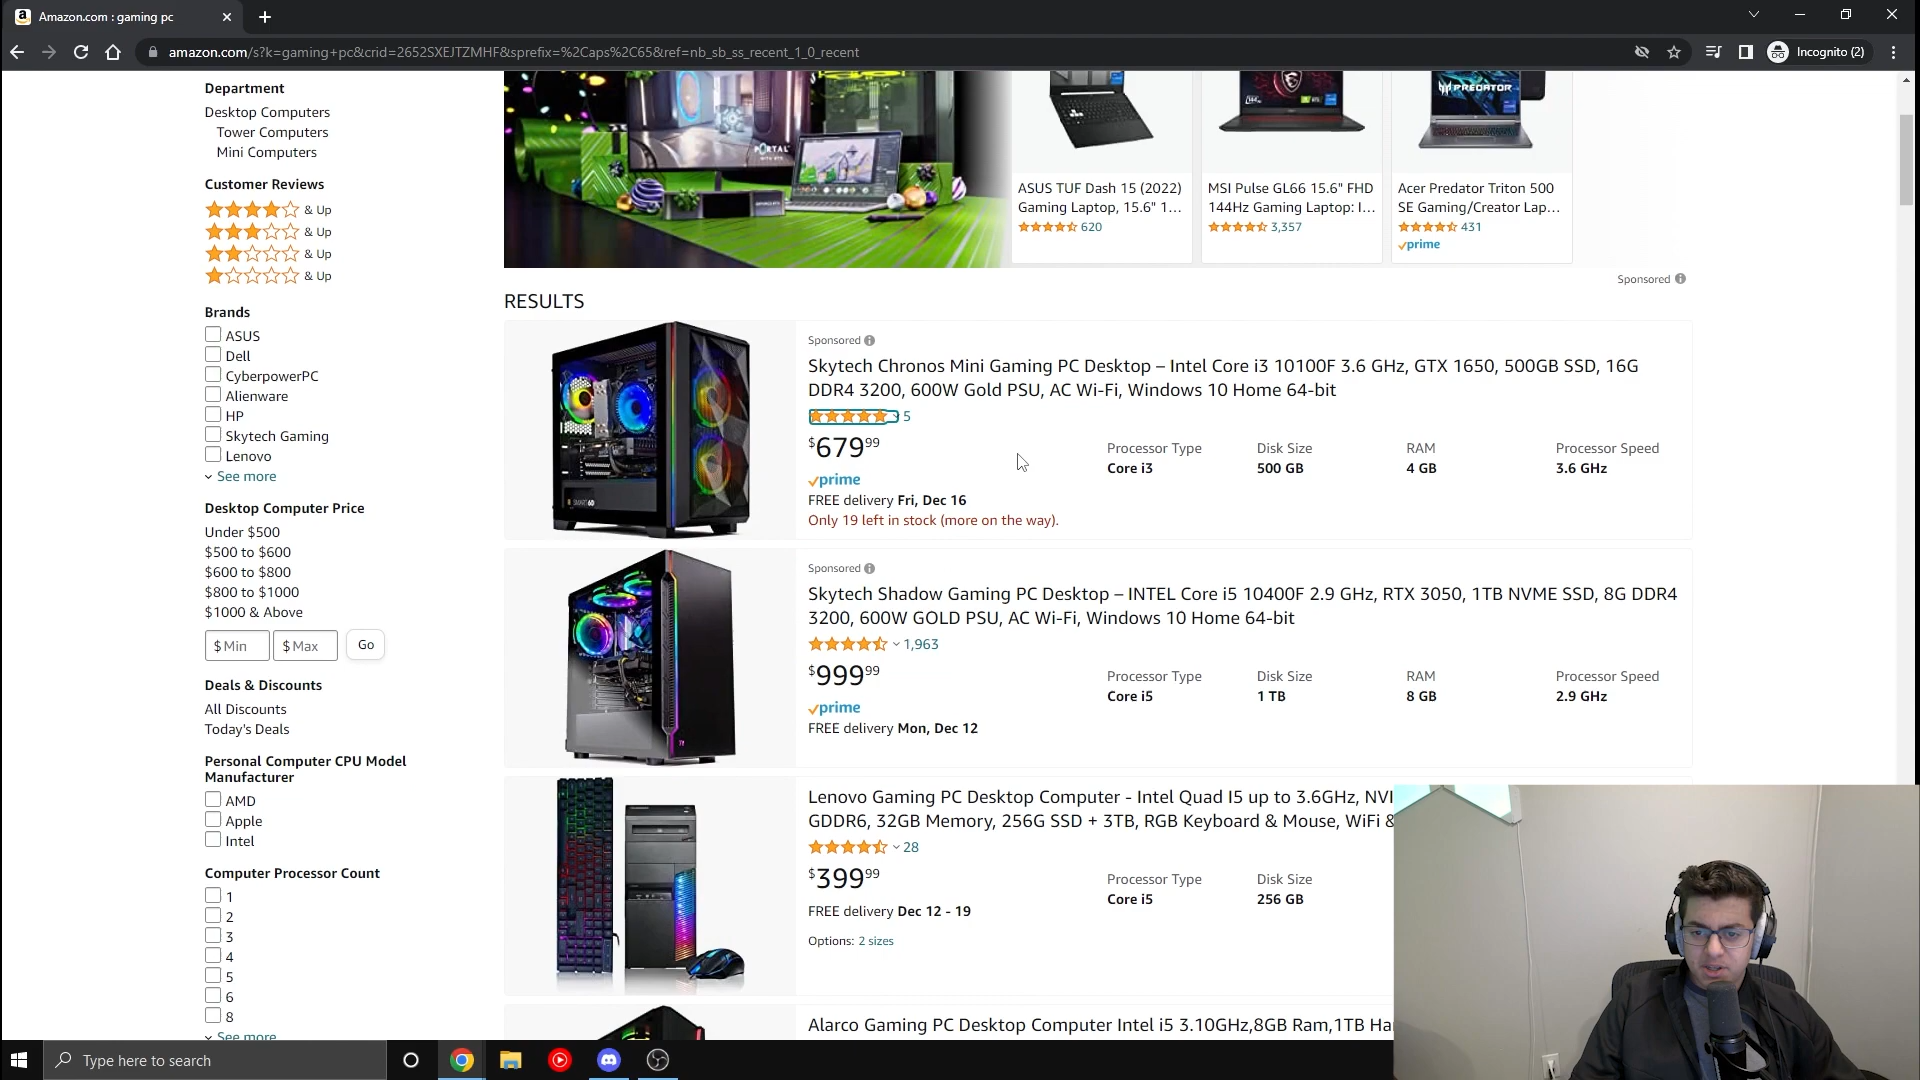 Amazon.com : gaming pc
amazon.com/s?k=gaming+pc&crid=2652SXEJTZMHF&sprefix=%2Caps%2C65&ref=nb_sb_ss_recent_1_0_recent
Incognito (2)
Department
Desktop Computers
Tower Computers
Mini Computers
Customer Reviews
& Up
& Up
& Up
& Up
Brands
ASUS
Dell
CyberpowerPC
Alienware
HP
Skytech Gaming
Lenovo
See more
Desktop Computer Price
Under $500
$500 to $600
$600 to $800
$800 to $1000
$1000 & Above
$ Min
$ Max
Go
Deals & Discounts
All Discounts
Today's Deals
Personal Computer CPU Model
Manufacturer
AMD
Apple
Intel
Computer Processor Count
1
2
3
4
5
6
8
See more
PORTAL
ASUS TUF Dash 15 (2022)
Gaming Laptop, 15.6" 1...
620
MSI Pulse GL66 15.6" FHD
144Hz Gaming Laptop: I...
3,357
PREDATOR
Acer Predator Triton 500
SE Gaming/Creator Lap...
431
prime
Sponsored
RESULTS
Sponsored
Skytech Chronos Mini Gaming PC Desktop – Intel Core i3 10100F 3.6 GHz, GTX 1650, 500GB SSD, 16G
DDR4 3200, 600W Gold PSU, AC Wi-Fi, Windows 10 Home 64-bit
5
$679.99
Processor Type
Core i3
Disk Size
500 GB
RAM
4 GB
Processor Speed
3.6 GHz
prime
FREE delivery Fri, Dec 16
Only 19 left in stock (more on the way).
Sponsored
Skytech Shadow Gaming PC Desktop – INTEL Core i5 10400F 2.9 GHz, RTX 3050, 1TB NVME SSD, 8G DDR4
3200, 600W GOLD PSU, AC Wi-Fi, Windows 10 Home 64-bit
1,963
$999.99
Processor Type
Core i5
Disk Size
1 TB
RAM
8 GB
Processor Speed
2.9 GHz
prime
FREE delivery Mon, Dec 12
Lenovo Gaming PC Desktop Computer - Intel Quad I5 up to 3.6GHz, NVI
GDDR6, 32GB Memory, 256G SSD + 3TB, RGB Keyboard & Mouse, WiFi &
28
$399.99
Processor Type
Core i5
Disk Size
256 GB
FREE delivery Dec 12 - 19
Options: 2 sizes
Alarco Gaming PC Desktop Computer Intel i5 3.10GHz,8GB Ram,1TB Ha
Type here to search